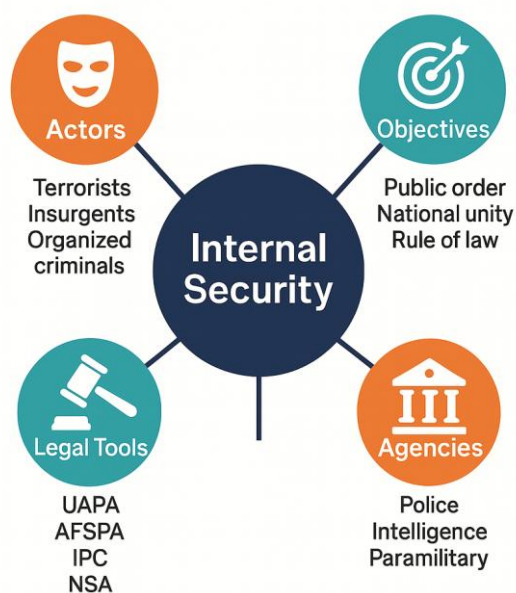 Actors
Terrorists
Insurgents
Organized
criminals
Objectives
Public order
National unity
Rule of law
Internal
Security
Legal Tools
UAPA
AFSPA
IPC
NSA
Agencies
Police
Intelligence
Paramilitary